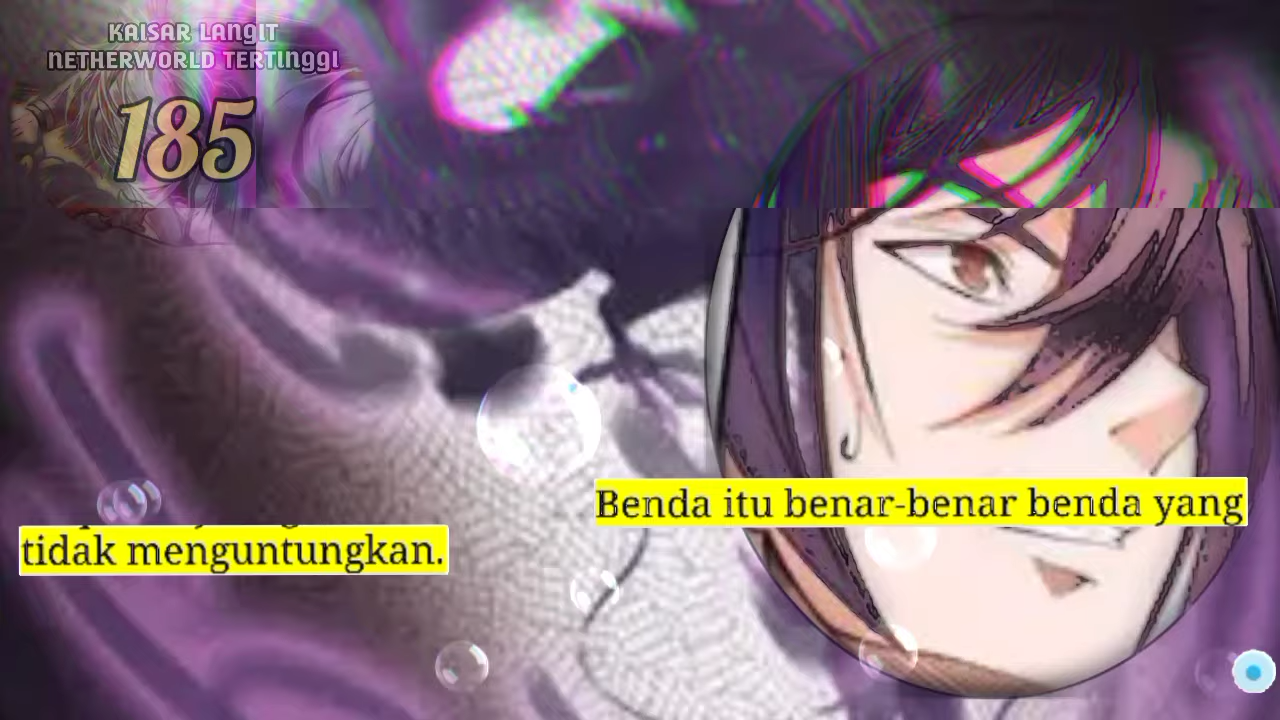 KAISAR LANGIT
NETHERWORLD TERTINGGI
185
Benda itu benar-benar benda yang
tidak menguntungkan.